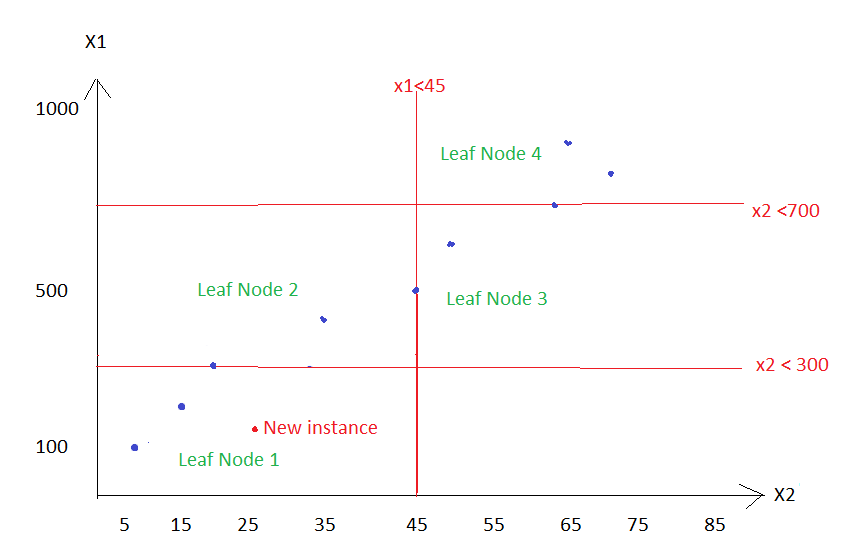 X1
x1<45
1000
Leaf Node 4
x2 <700
500
Leaf Node 2
Leaf Node 3
x2 < 300
New instance
100
Leaf Node 1
X2
5 15 25 35 45 55 65 75 85